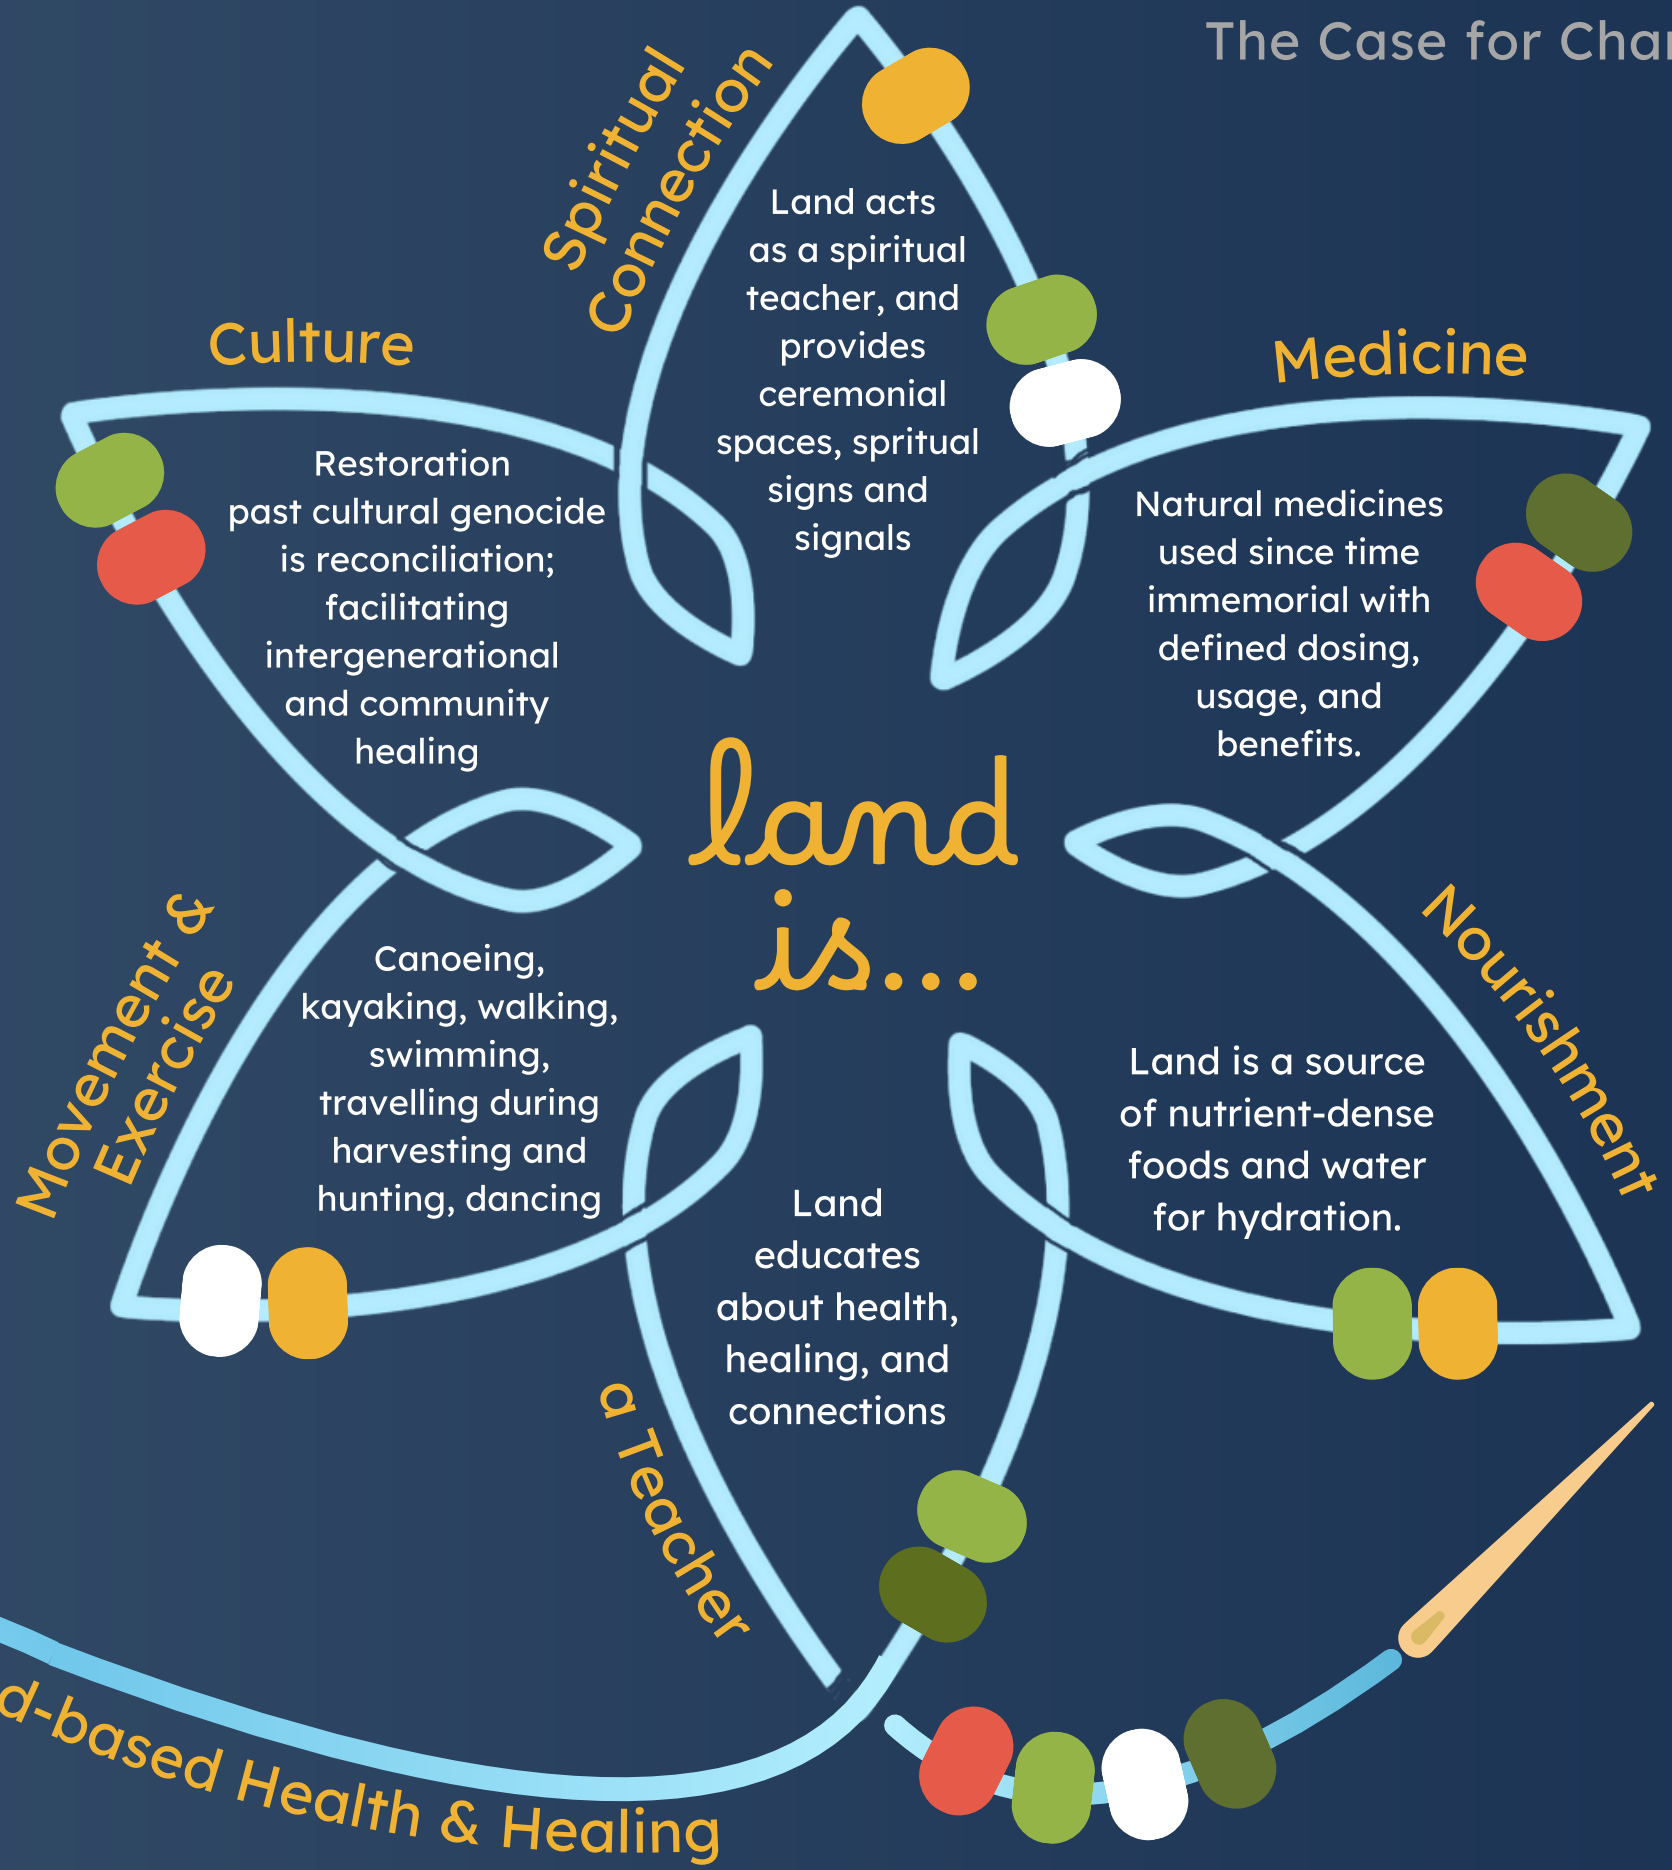 The Case for
Spiritual
Connection
Land acts
as a spiritual
teacher, and
provides
ceremonial
spaces, spritual
signs and
signals
Culture
Restoration
past cultural genocide
is reconciliation;
facilitating
intergenerational
and community
healing
Medicine
Natural medicines
used since time
immemorial with
defined dosing,
usage, and
benefits.
land
is...
Movement &
Exercise
Canoeing,
kayaking, walking,
swimming,
travelling during
harvesting and
hunting, dancing
Nourishment
Land is a source
of nutrient-dense
foods and water
for hydration.
a Teacher
Land
educates
about health,
healing, and
connections
d-based Health & Healing